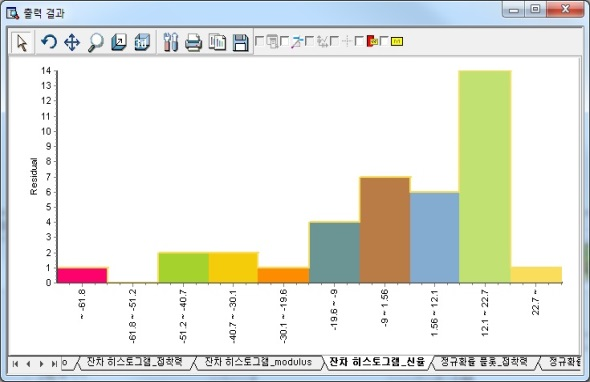 출력 결과
14
13
12
11
10
9
8
7
6
5
4
3
2
1
0
Residual
~ -61.8
-61.8 ~ -51.2
-51.2 ~ -40.7
-40.7 ~ -30.1
-30.1 ~ -19.6
-19.6 ~ -9
-9 ~ 1.56
1.56 ~ 12.1
12.1 ~ 22.7
22.7 ~
잔차 히스토그램_접학력 잔차 히스토그램_modulus 잔차 히스토그램_신율 정규확률 플롯_접학력 정규확